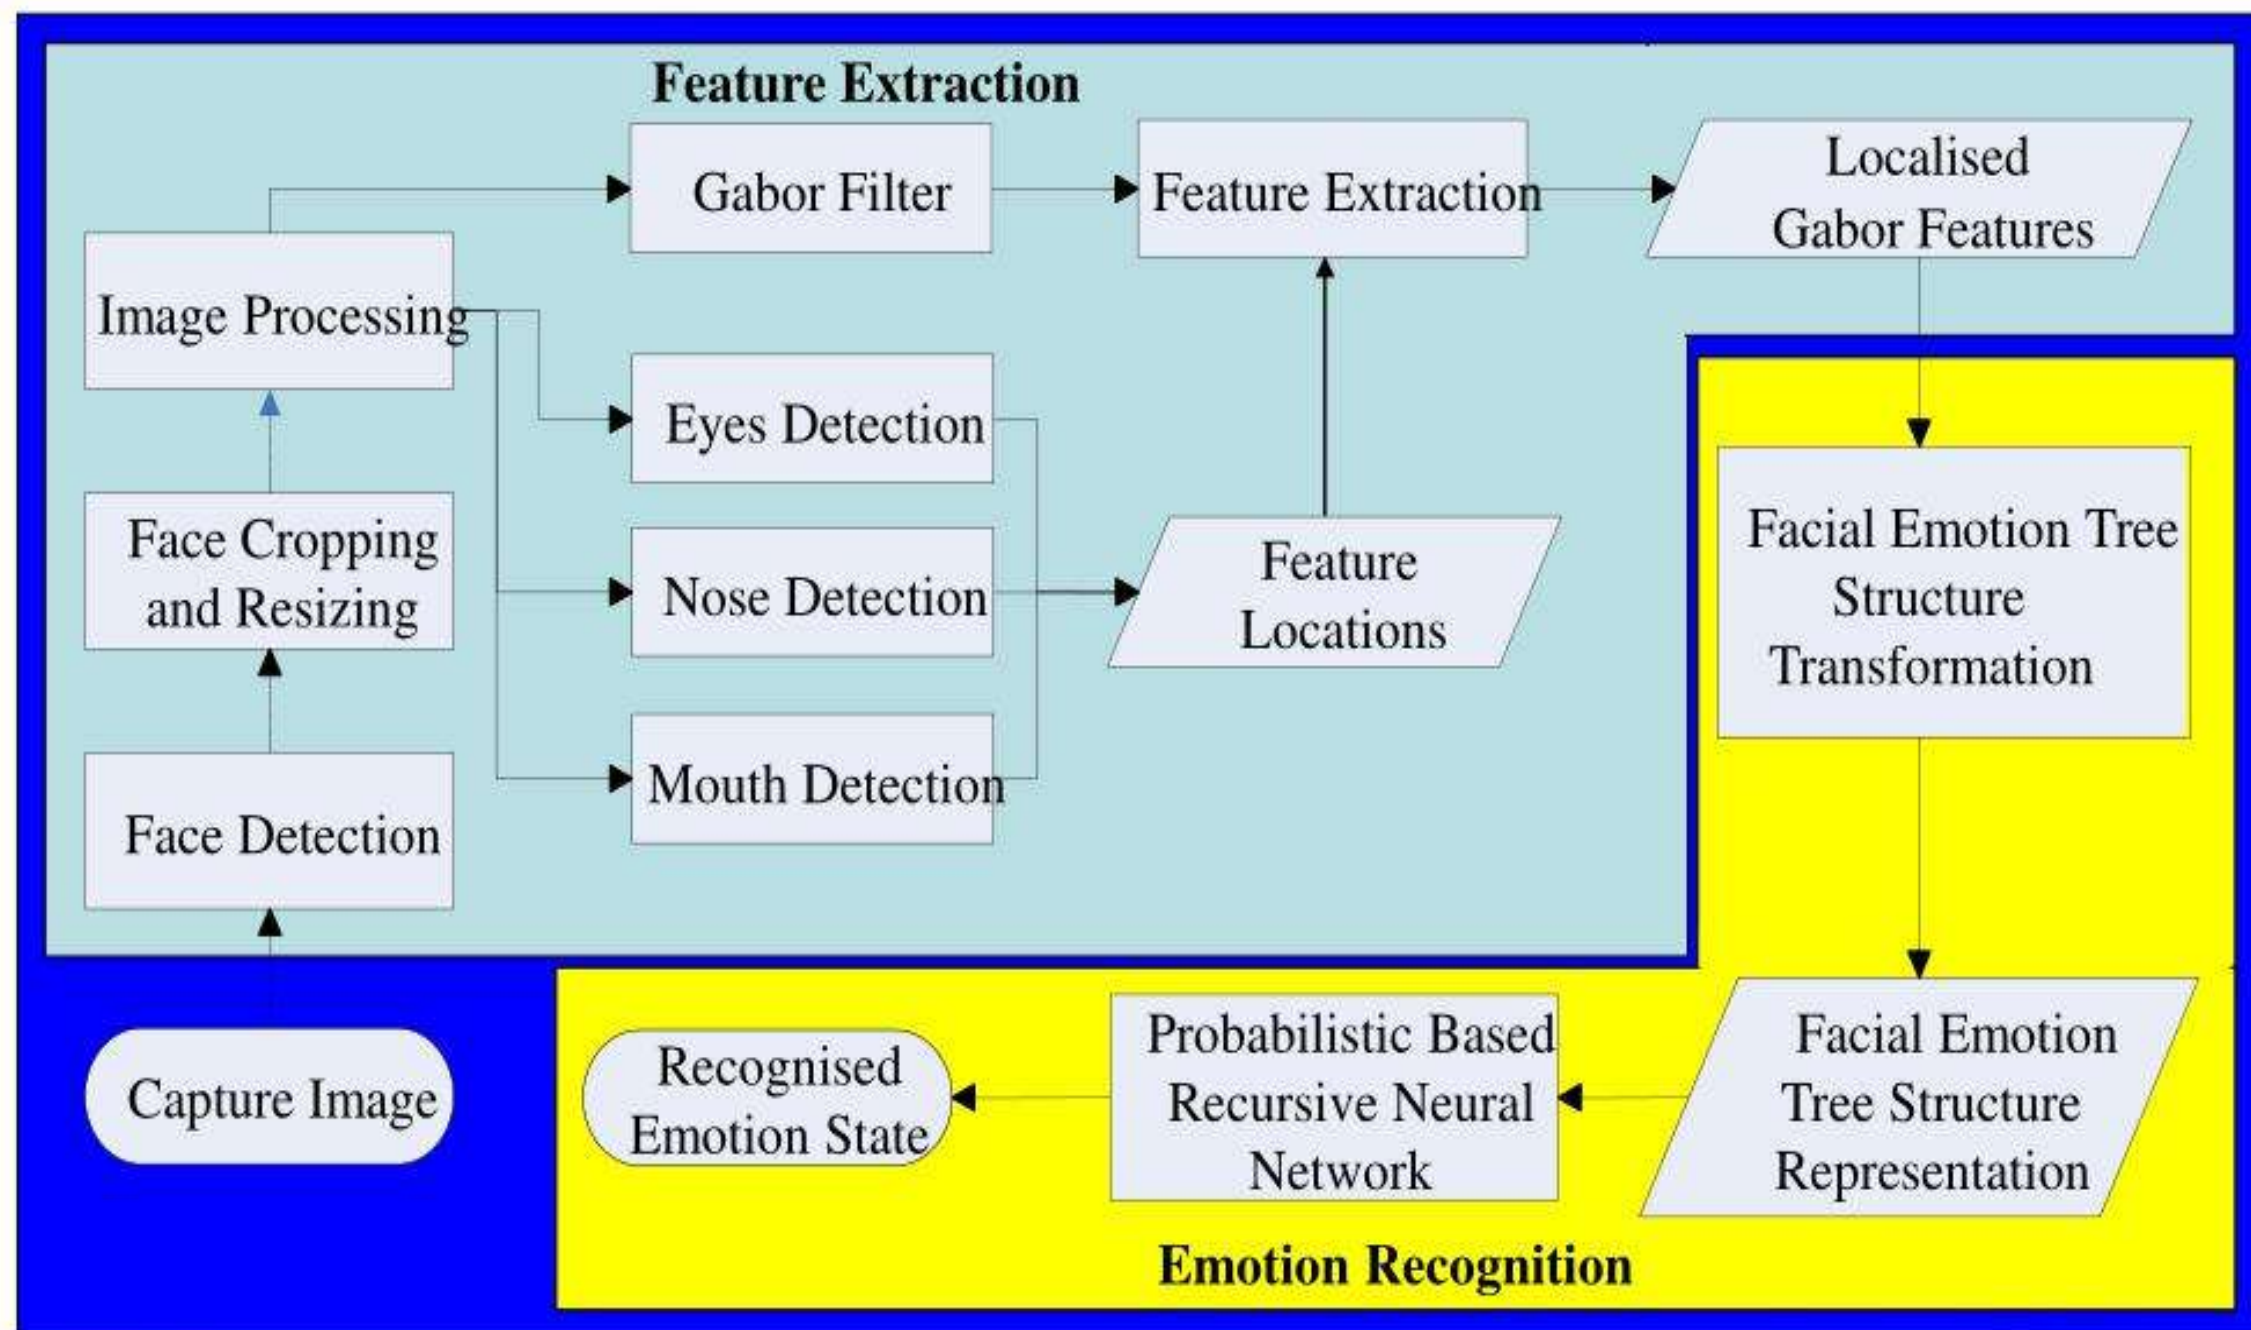 Feature Extraction
Gabor Filter
Feature Extraction
Localised
Gabor Features
Image Processing
Eyes Detection
Face Cropping
and Resizing
Nose Detection
Feature
Locations
Facial Emotion Tree
Structure
Transformation
Mouth Detection
Face Detection
Capture Image
Recognised
Emotion State
Probabilistic Based
Recursive Neural
Network
Facial Emotion
Tree Structure
Representation
Emotion Recognition